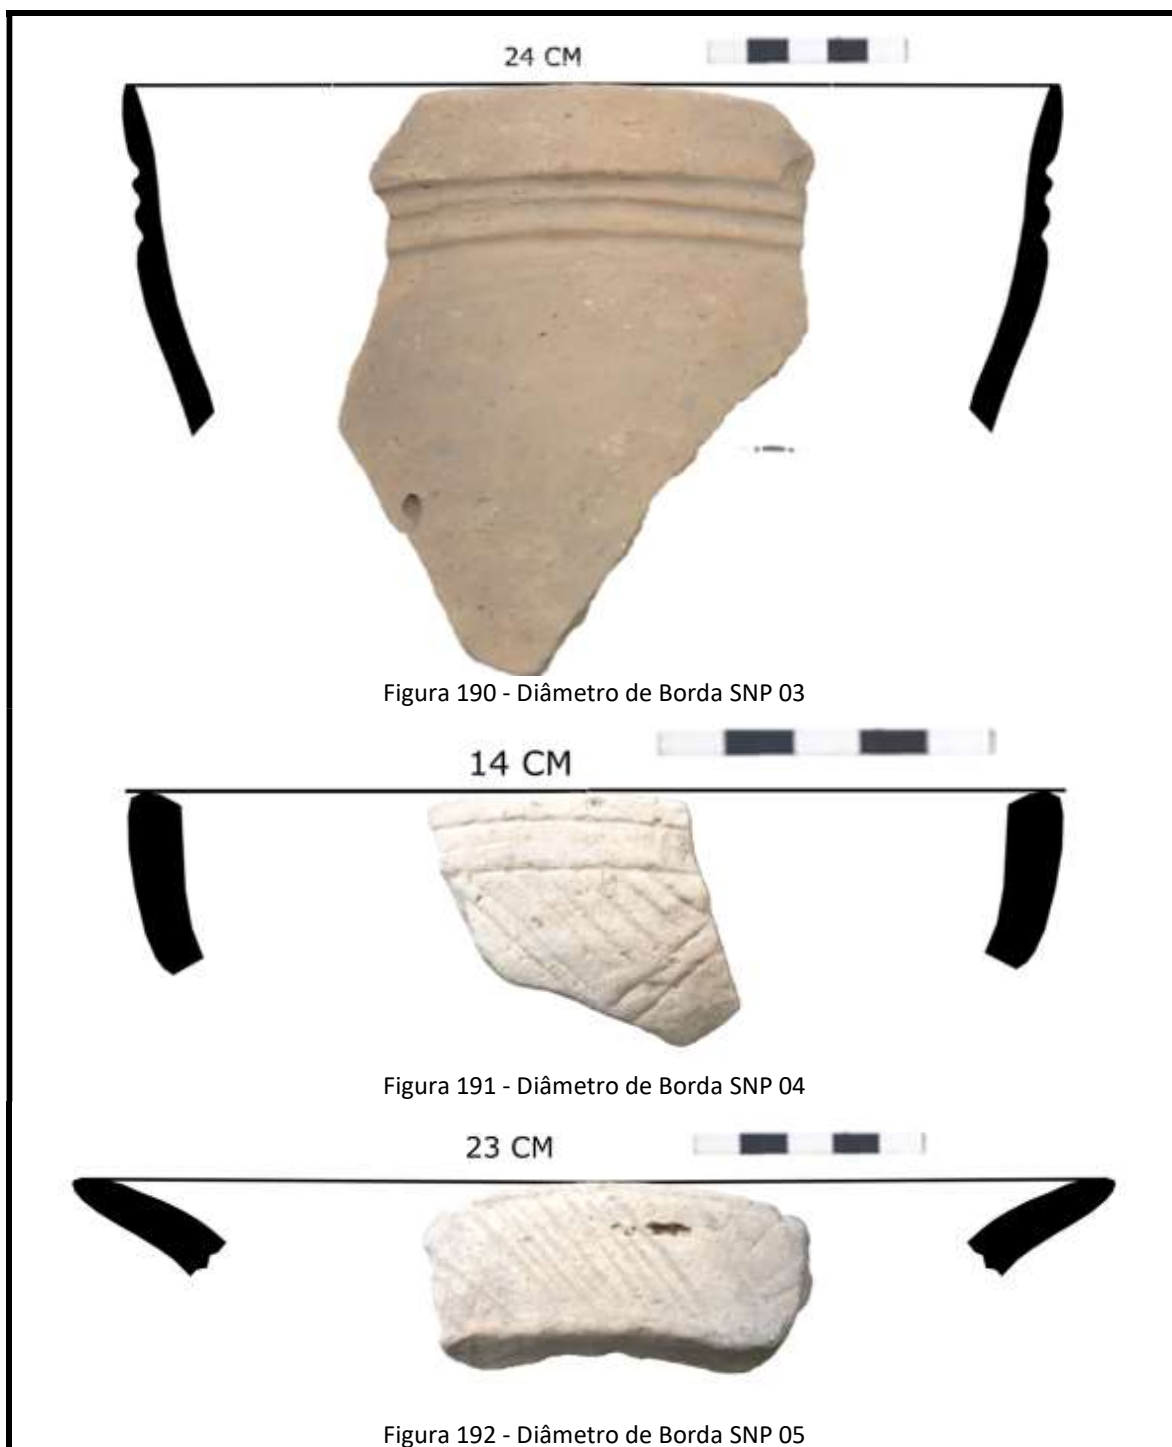 24 CM
Figura 190 - Diâmetro de Borda SNP 03
14 CM
Figura 191 - Diâmetro de Borda SNP 04
23 CM
Figura 192 - Diâmetro de Borda SNP 05